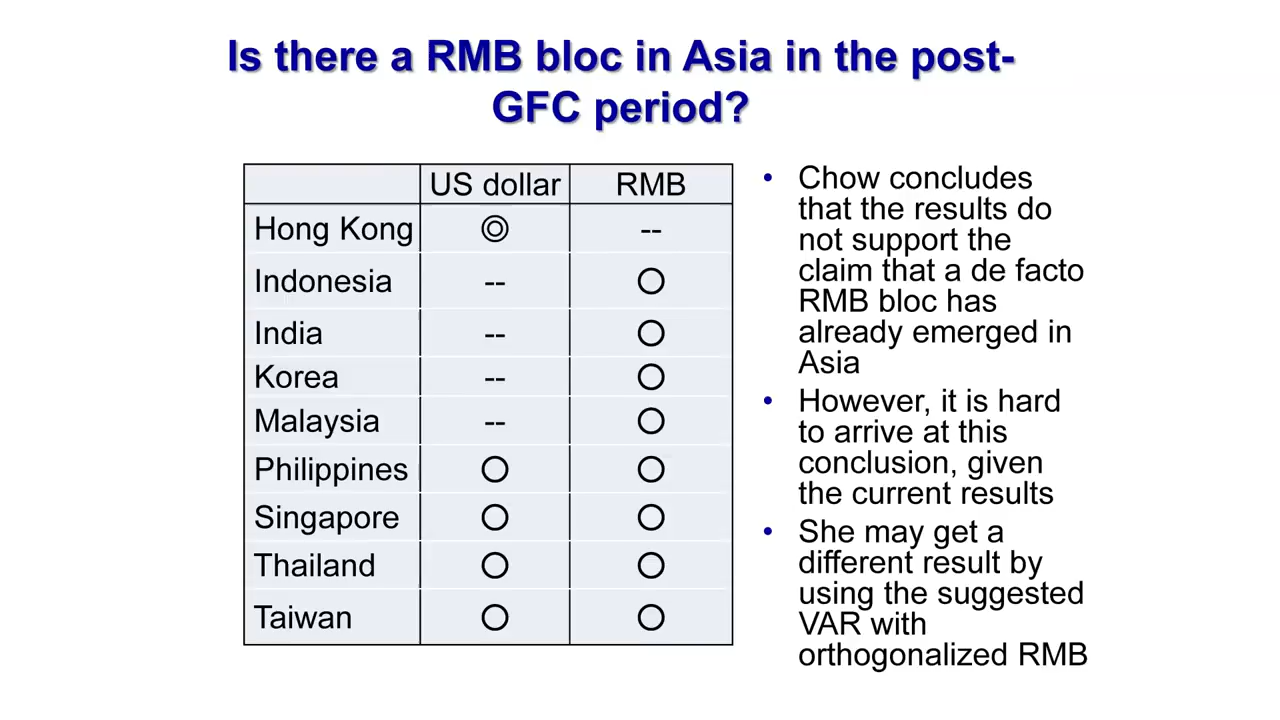 Is there a RMB bloc in Asia in the post-
GFC period?
US dollar RMB
Hong Kong ◎ --
Indonesia -- ○
India -- ○
Korea -- ○
Malaysia -- ○
Philippines ○ ○
Singapore ○ ○
Thailand ○ ○
Taiwan ○ ○
• Chow concludes
that the results do
not support the
claim that a de facto
RMB bloc has
already emerged in
Asia
• However, it is hard
to arrive at this
conclusion, given
the current results
• She may get a
different result by
using the suggested
VAR with
orthogonalized RMB